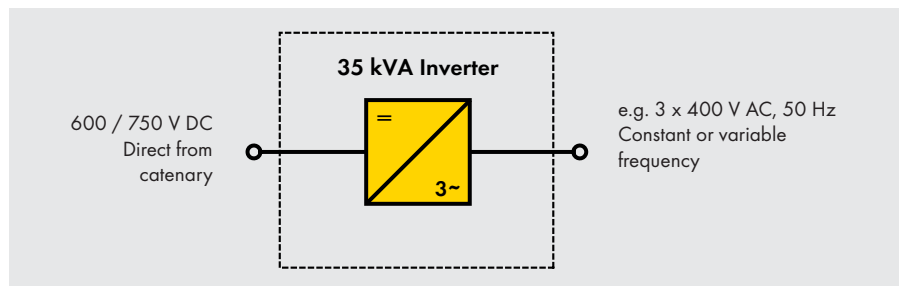 35 kVA Inverter
600 / 750 V DC
Direct from
catenary
=
3~
e.g. 3 x 400 V AC, 50 Hz
Constant or variable
frequency